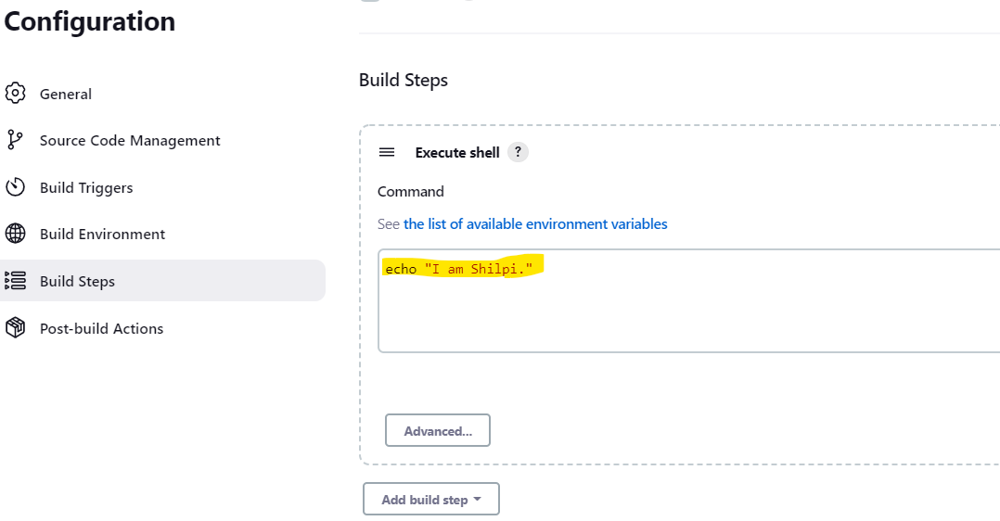 Configuration
General
Source Code Management
Build Triggers
Build Environment
Build Steps
Post-build Actions
Build Steps
Execute shell ?
Command
See the list of available environment variables
echo "I am Shilpi."
Advanced...
Add build step